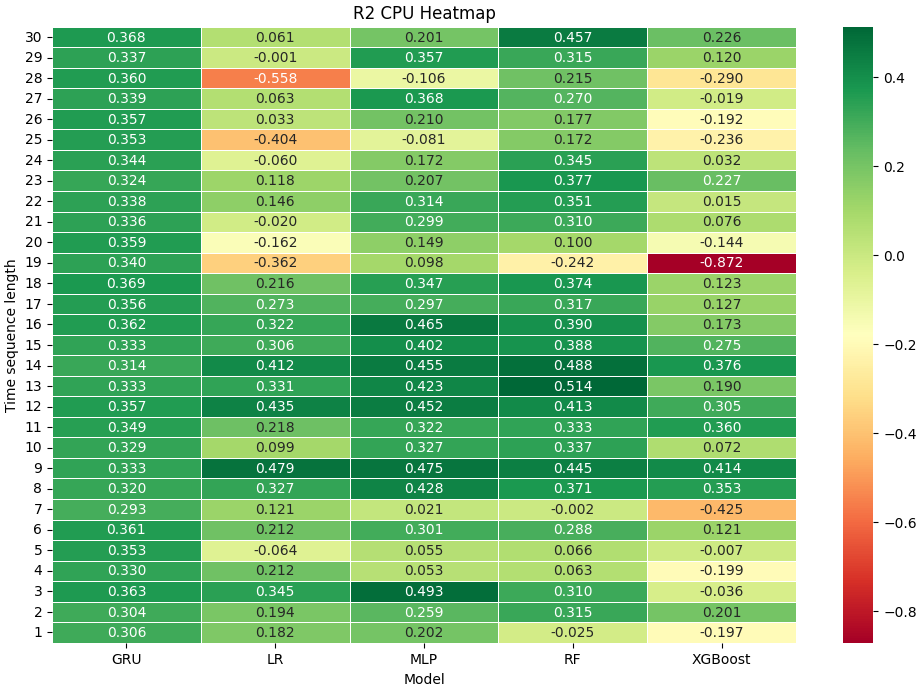 R2 CPU Heatmap
30 0.368 0.061 0.201 0.457 0.226
29 0.337 -0.001 0.357 0.315 0.120
28 0.360 -0.558 -0.106 0.215 -0.290
27 0.339 0.063 0.368 0.270 -0.019
26 0.357 0.033 0.210 0.177 -0.192
25 0.353 -0.404 -0.081 0.172 -0.236
24 0.344 -0.060 0.172 0.345 0.032
23 0.324 0.118 0.207 0.377 0.227
22 0.338 0.146 0.314 0.351 0.015
21 0.336 -0.020 0.299 0.310 0.076
20 0.359 -0.162 0.149 0.100 -0.144
19 0.340 -0.362 0.098 -0.242 -0.872
18 0.369 0.216 0.347 0.374 0.123
17 0.356 0.273 0.297 0.317 0.127
16 0.362 0.322 0.465 0.390 0.173
15 0.333 0.306 0.402 0.388 0.275
14 0.314 0.412 0.455 0.488 0.376
13 0.333 0.331 0.423 0.514 0.190
12 0.357 0.435 0.452 0.413 0.305
11 0.349 0.218 0.322 0.333 0.360
10 0.329 0.099 0.327 0.337 0.072
9 0.333 0.479 0.475 0.445 0.414
8 0.320 0.327 0.428 0.371 0.353
7 0.293 0.121 0.021 -0.002 -0.425
6 0.361 0.212 0.301 0.288 0.121
5 0.353 -0.064 0.055 0.066 -0.007
4 0.330 0.212 0.053 0.063 -0.199
3 0.363 0.345 0.493 0.310 -0.036
2 0.304 0.194 0.259 0.315 0.201
1 0.306 0.182 0.202 -0.025 -0.197
GRU LR MLP RF XGBoost
Model
Time sequence length
0.4
0.2
0.0
−0.2
−0.4
−0.6
−0.8